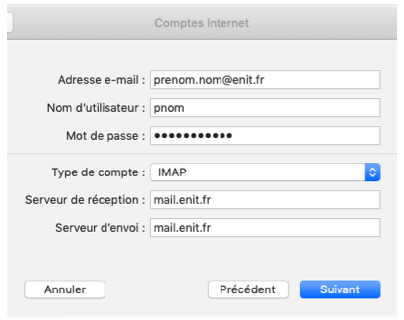 Comptes Internet
Adresse e-mail : prenom.nom@enit.fr
Nom d'utilisateur : pnom
Mot de passe : •••••••••••
Type de compte : IMAP
Serveur de réception : mail.enit.fr
Serveur d'envoi : mail.enit.fr
Annuler Précédent Suivant